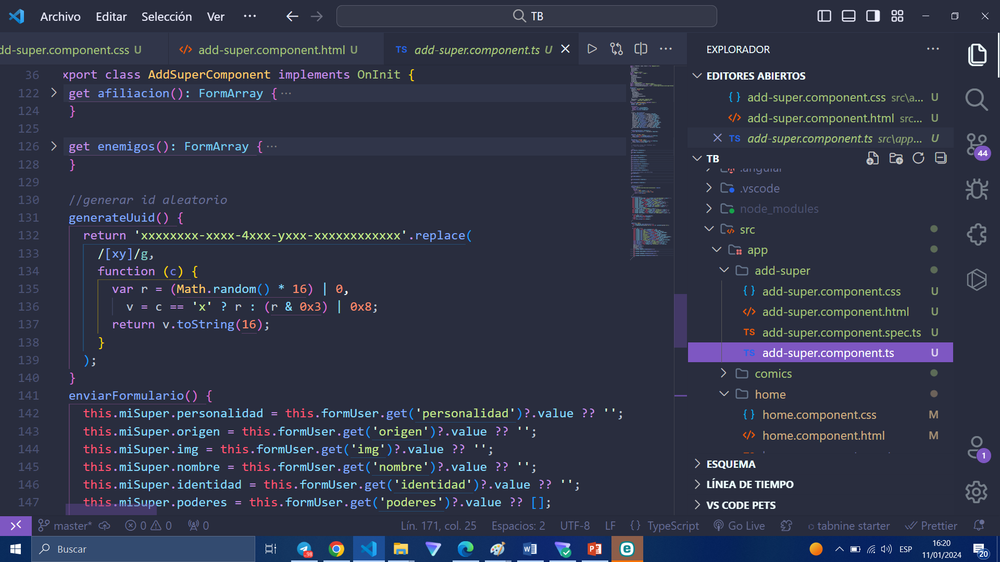 Archivo Editar Selección Ver ··· TB
dd-super.component.css U
add-super.component.html U
TS add-super.component.ts U
36 xport class AddSuperComponent implements OnInit {
122 get afiliacion(): FormArray { ···
124 }
125
126 get enemigos(): FormArray { ···
128 }
129
130 //generar id aleatorio
131 generateUuid() {
132 return 'xxxxxxxx-xxxx-4xxx-yxxx-xxxxxxxxxxxx'.replace(
133 /[xy]/g,
134 function (c) {
135 var r = (Math.random() * 16) | 0,
136 v = c == 'x' ? r : (r & 0x3) | 0x8;
137 return v.toString(16);
138 }
139 );
140 }
141 enviarFormulario() {
142 this.miSuper.personalidad = this.formUser.get('personalidad')?.value ?? '';
143 this.miSuper.origen = this.formUser.get('origen')?.value ?? '';
144 this.miSuper.img = this.formUser.get('img')?.value ?? '';
145 this.miSuper.nombre = this.formUser.get('nombre')?.value ?? '';
146 this.miSuper.identidad = this.formUser.get('identidad')?.value ?? '';
147 this.miSuper.poderes = this.formUser.get('poderes')?.value ?? [];
EXPLORADOR ···
EDITORES ABIERTOS
{ } add-super.component.css src\a... U
</> add-super.component.html src... U
TS add-super.component.ts src\app... U
TB
.angular
.vscode
node_modules
src
app
add-super
{ } add-super.component.css U
</> add-super.component.html U
TS add-super.component.spec.ts U
TS add-super.component.ts U
comics
home
{ } home.component.css M
</> home.component.html M
ESQUEMA
LÍNEA DE TIEMPO
VS CODE PETS
44
1
master* 0 0 0 Lín. 171, col. 25 Espacios: 2 UTF-8 LF { } TypeScript Go Live tabnine starter Prettier
Buscar
98
ESP
16:20
11/01/2024
20